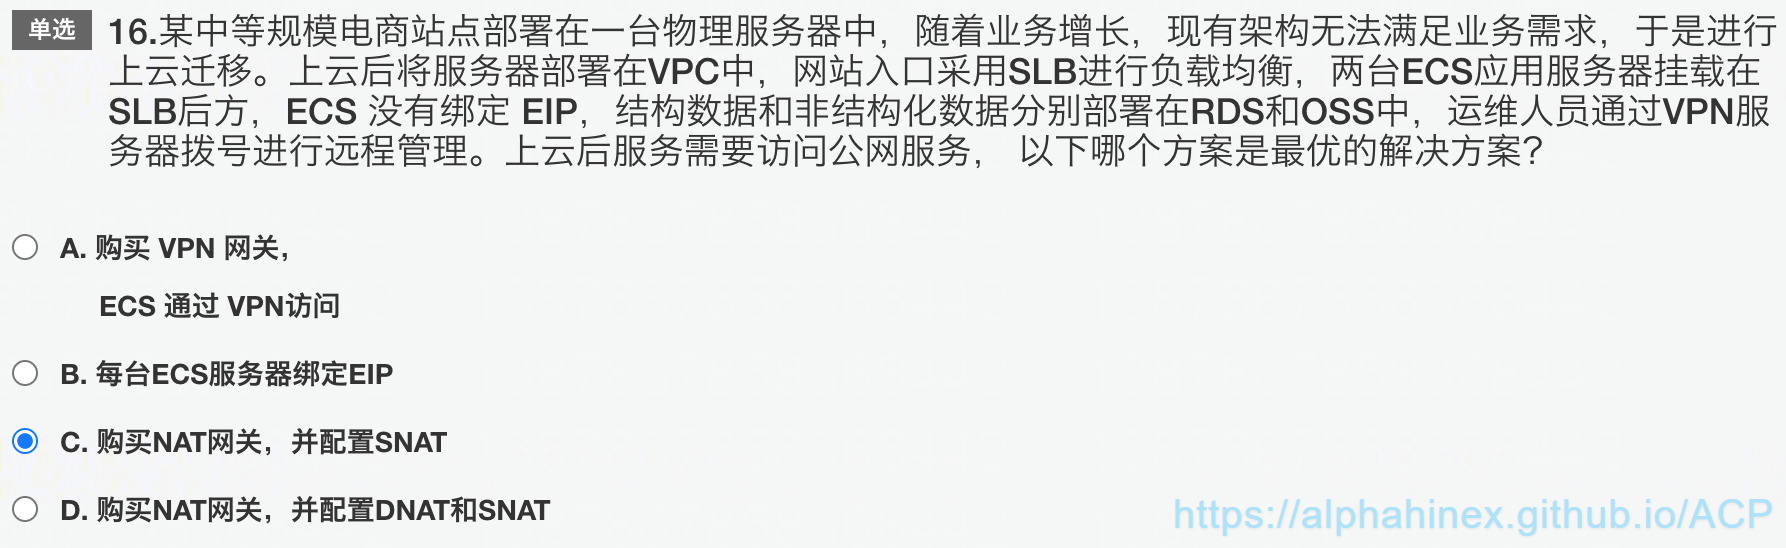 单选
16.某中等规模电商站点部署在一台物理服务器中，随着业务增长，现有架构无法满足业务需求，于是进行
上云迁移。上云后将服务器部署在VPC中，网站入口采用SLB进行负载均衡，两台ECS应用服务器挂载在
SLB后方，ECS 没有绑定 EIP，结构数据和非结构化数据分别部署在RDS和OSS中，运维人员通过VPN服
务器拨号进行远程管理。上云后服务需要访问公网服务， 以下哪个方案是最优的解决方案？
A. 购买 VPN 网关，
ECS 通过 VPN访问
B. 每台ECS服务器绑定EIP
C. 购买NAT网关，并配置SNAT
D. 购买NAT网关，并配置DNAT和SNAT
https://alphahinex.github.io/ACP